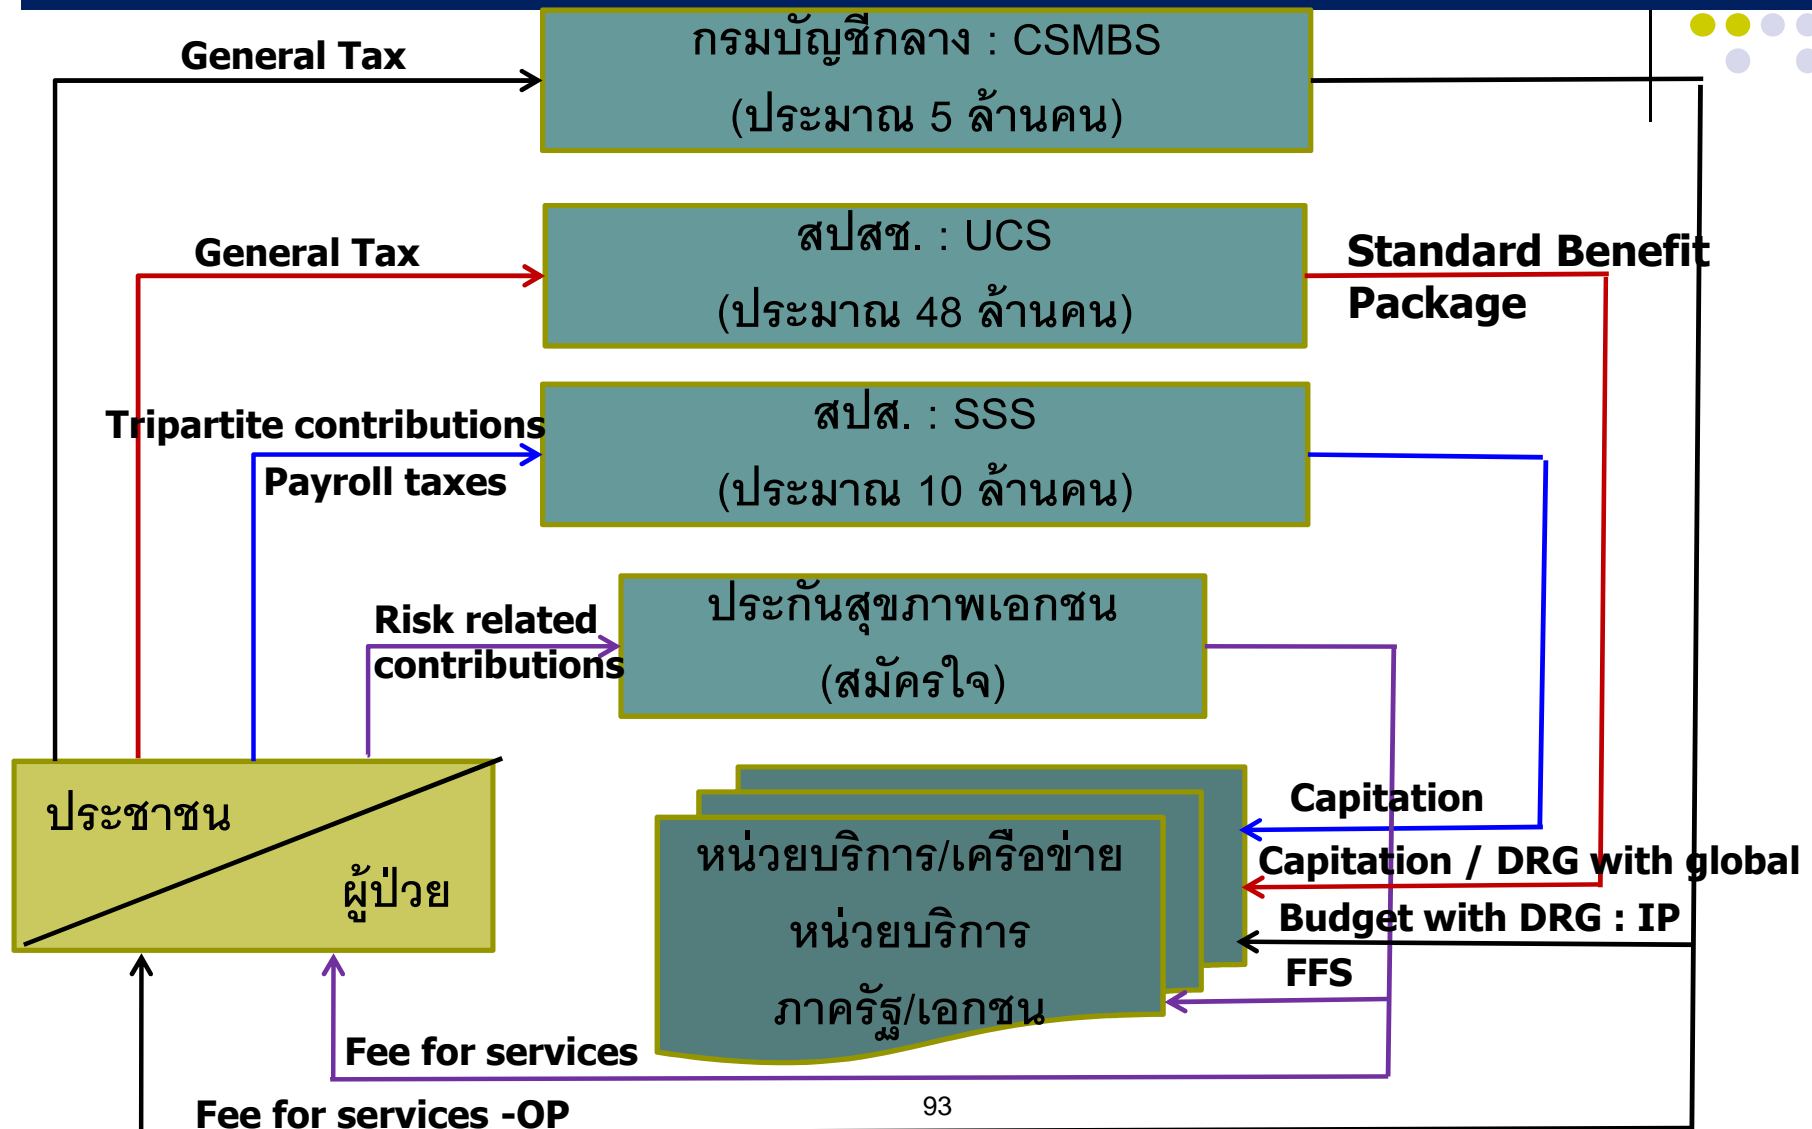 กรมบัญชีกลาง : CSMBS
(ประมาณ 5 ล้านคน)
General Tax
สปสช. : UCS
(ประมาณ 48 ล้านคน)
General Tax
Standard Benefit
Package
สปส. : SSS
(ประมาณ 10 ล้านคน)
Tripartite contributions
Payroll taxes
ประกันสุขภาพเอกชน
(สมัครใจ)
Risk related
contributions
ประชาชน
ผู้ป่วย
หน่วยบริการ/เครือข่าย
หน่วยบริการ
ภาครัฐ/เอกชน
Capitation
Capitation / DRG with global
Budget with DRG : IP
FFS
Fee for services
Fee for services -OP
93